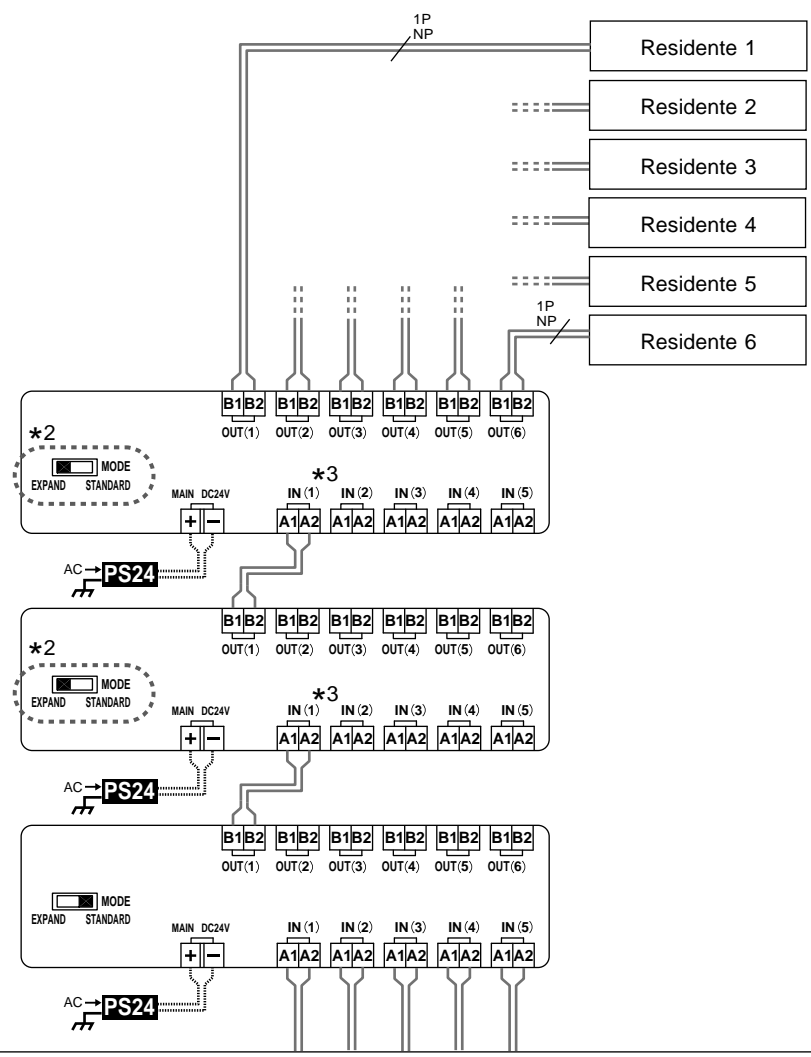 1P
NP
Residente 1
Residente 2
Residente 3
Residente 4
Residente 5
1P
NP
Residente 6
B1 B2 B1 B2 B1 B2 B1 B2 B1 B2 B1 B2
OUT(1) OUT(2) OUT(3) OUT(4) OUT(5) OUT(6)
*2
MODE
EXPAND STANDARD
*3
MAIN DC24V IN(1) IN(2) IN(3) IN(4) IN(5)
+ − A1 A2 A1 A2 A1 A2 A1 A2 A1 A2
AC PS24
B1 B2 B1 B2 B1 B2 B1 B2 B1 B2 B1 B2
OUT(1) OUT(2) OUT(3) OUT(4) OUT(5) OUT(6)
*2
MODE
EXPAND STANDARD
*3
MAIN DC24V IN(1) IN(2) IN(3) IN(4) IN(5)
+ − A1 A2 A1 A2 A1 A2 A1 A2 A1 A2
AC PS24
B1 B2 B1 B2 B1 B2 B1 B2 B1 B2 B1 B2
OUT(1) OUT(2) OUT(3) OUT(4) OUT(5) OUT(6)
MODE
EXPAND STANDARD
MAIN DC24V IN(1) IN(2) IN(3) IN(4) IN(5)
+ − A1 A2 A1 A2 A1 A2 A1 A2 A1 A2
AC PS24